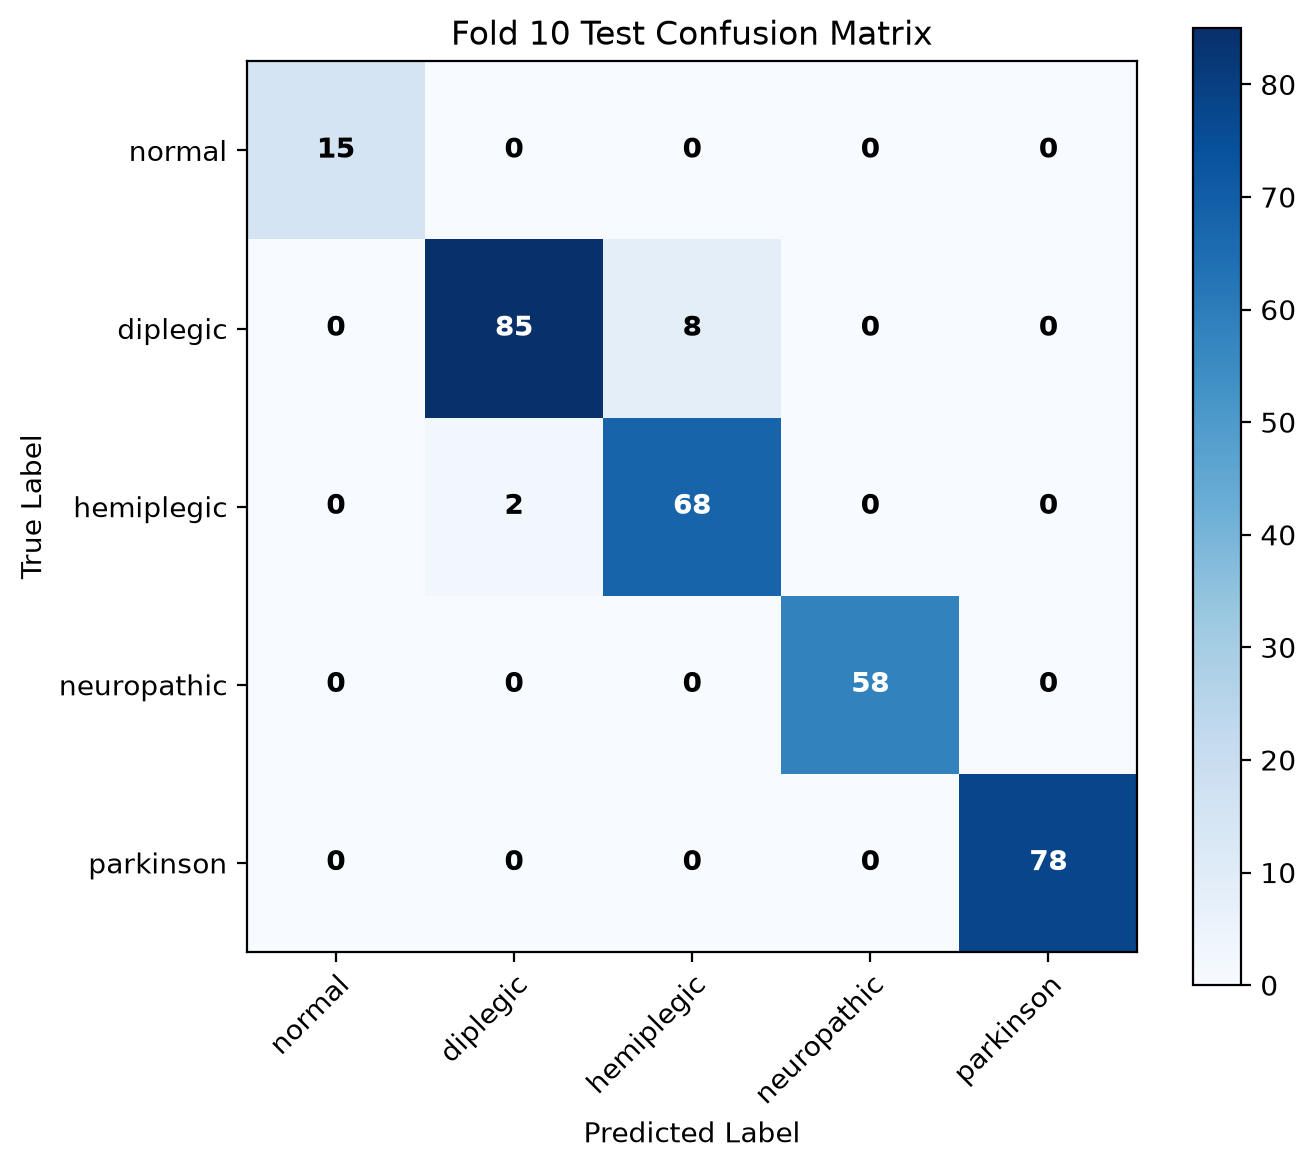 Fold 10 Test Confusion Matrix
True Label
normal 15 0 0 0 0
diplegic 0 85 8 0 0
hemiplegic 0 2 68 0 0
neuropathic 0 0 0 58 0
parkinson 0 0 0 0 78
normal diplegic hemiplegic neuropathic parkinson
Predicted Label
80
70
60
50
40
30
20
10
0